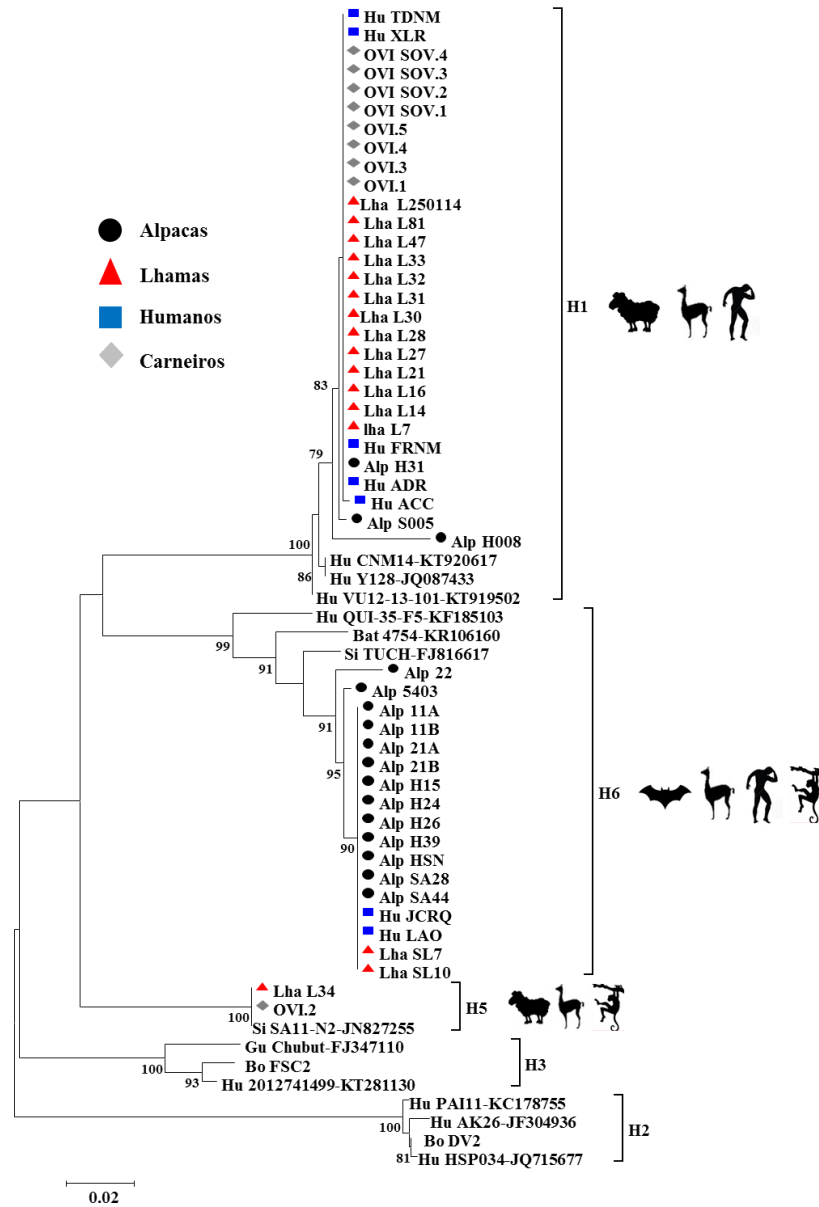 Hu TDNM
Hu XLR
OVI SOV.4
OVI SOV.3
OVI SOV.2
OVI SOV.1
OVI.5
OVI.4
OVI.3
OVI.1
Lha L250114
Lha L81
Lha L47
Lha L33
Lha L32
Lha L31
Lha L30
Lha L28
Lha L27
Lha L21
Lha L16
Lha L14
lha L7
Hu FRNM
Alp H31
Hu ADR
Hu ACC
Alp S005
Alp H008
Hu CNM14-KT920617
Hu Y128-JQ087433
Hu VU12-13-101-KT919502
Hu QUI-35-F5-KF185103
Bat 4754-KR106160
Si TUCH-FJ816617
Alp 22
Alp 5403
Alp 11A
Alp 11B
Alp 21A
Alp 21B
Alp H15
Alp H24
Alp H26
Alp H39
Alp HSN
Alp SA28
Alp SA44
Hu JCRQ
Hu LAO
Lha SL7
Lha SL10
Lha L34
OVI.2
Si SA11-N2-JN827255
Gu Chubut-FJ347110
Bo FSC2
Hu 2012741499-KT281130
Hu PAI11-KC178755
Hu AK26-JF304936
Bo DV2
Hu HSP034-JQ715677
Alpacas
Lhamas
Humanos
Carneiros
83
79
100
86
99
91
91
95
90
100
100
93
100
81
H1
H6
H5
H3
H2
0.02